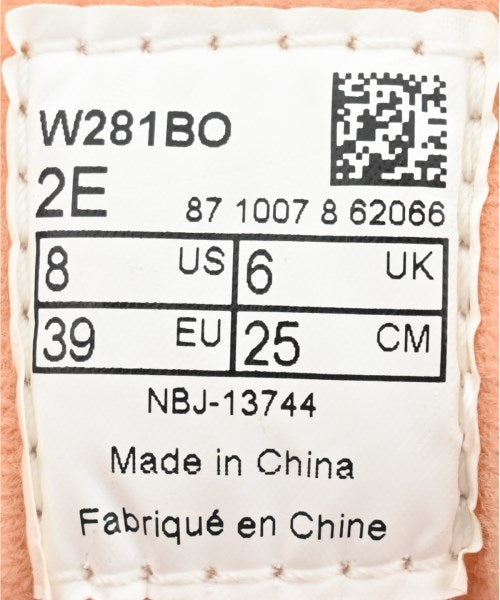 W281BO
2E
87 1007 8 62066
8 US 6 UK
39 EU 25 CM
NBJ-13744
Made in China
Fabriqué en Chine